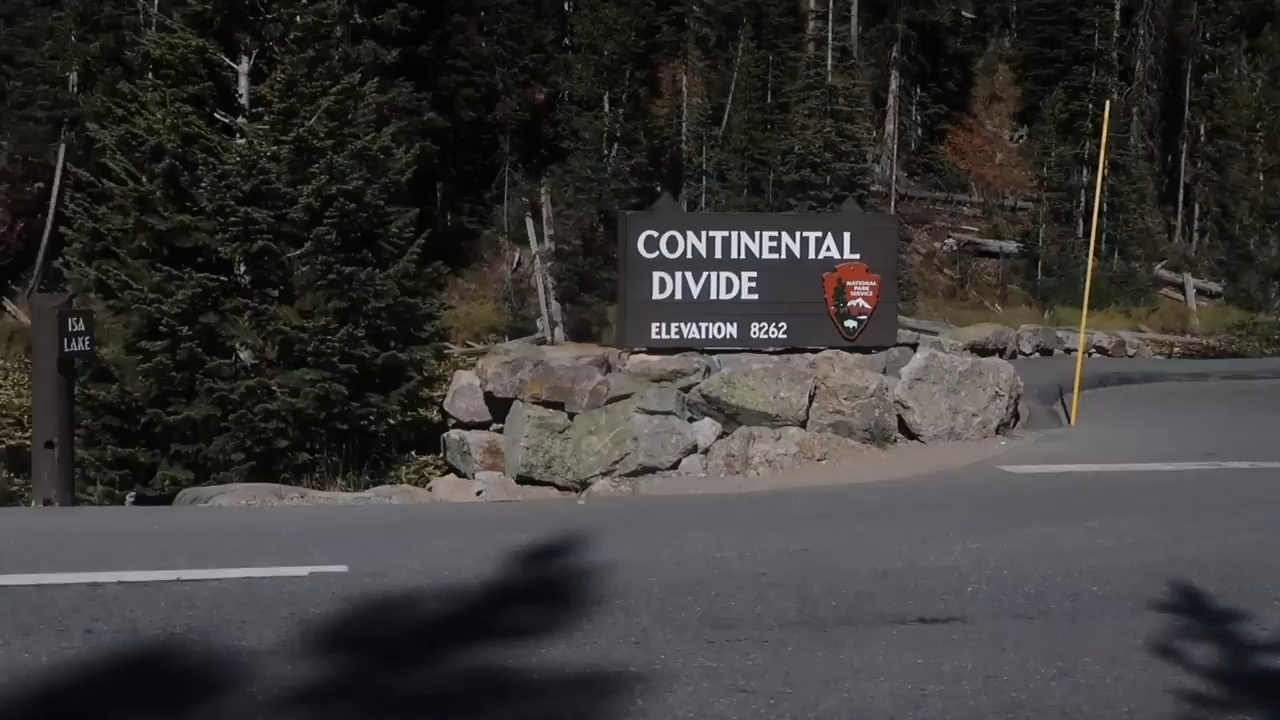 CONTINENTAL
DIVIDE
NATIONAL
PARK
SERVICE
ELEVATION 8262
ISA
LAKE